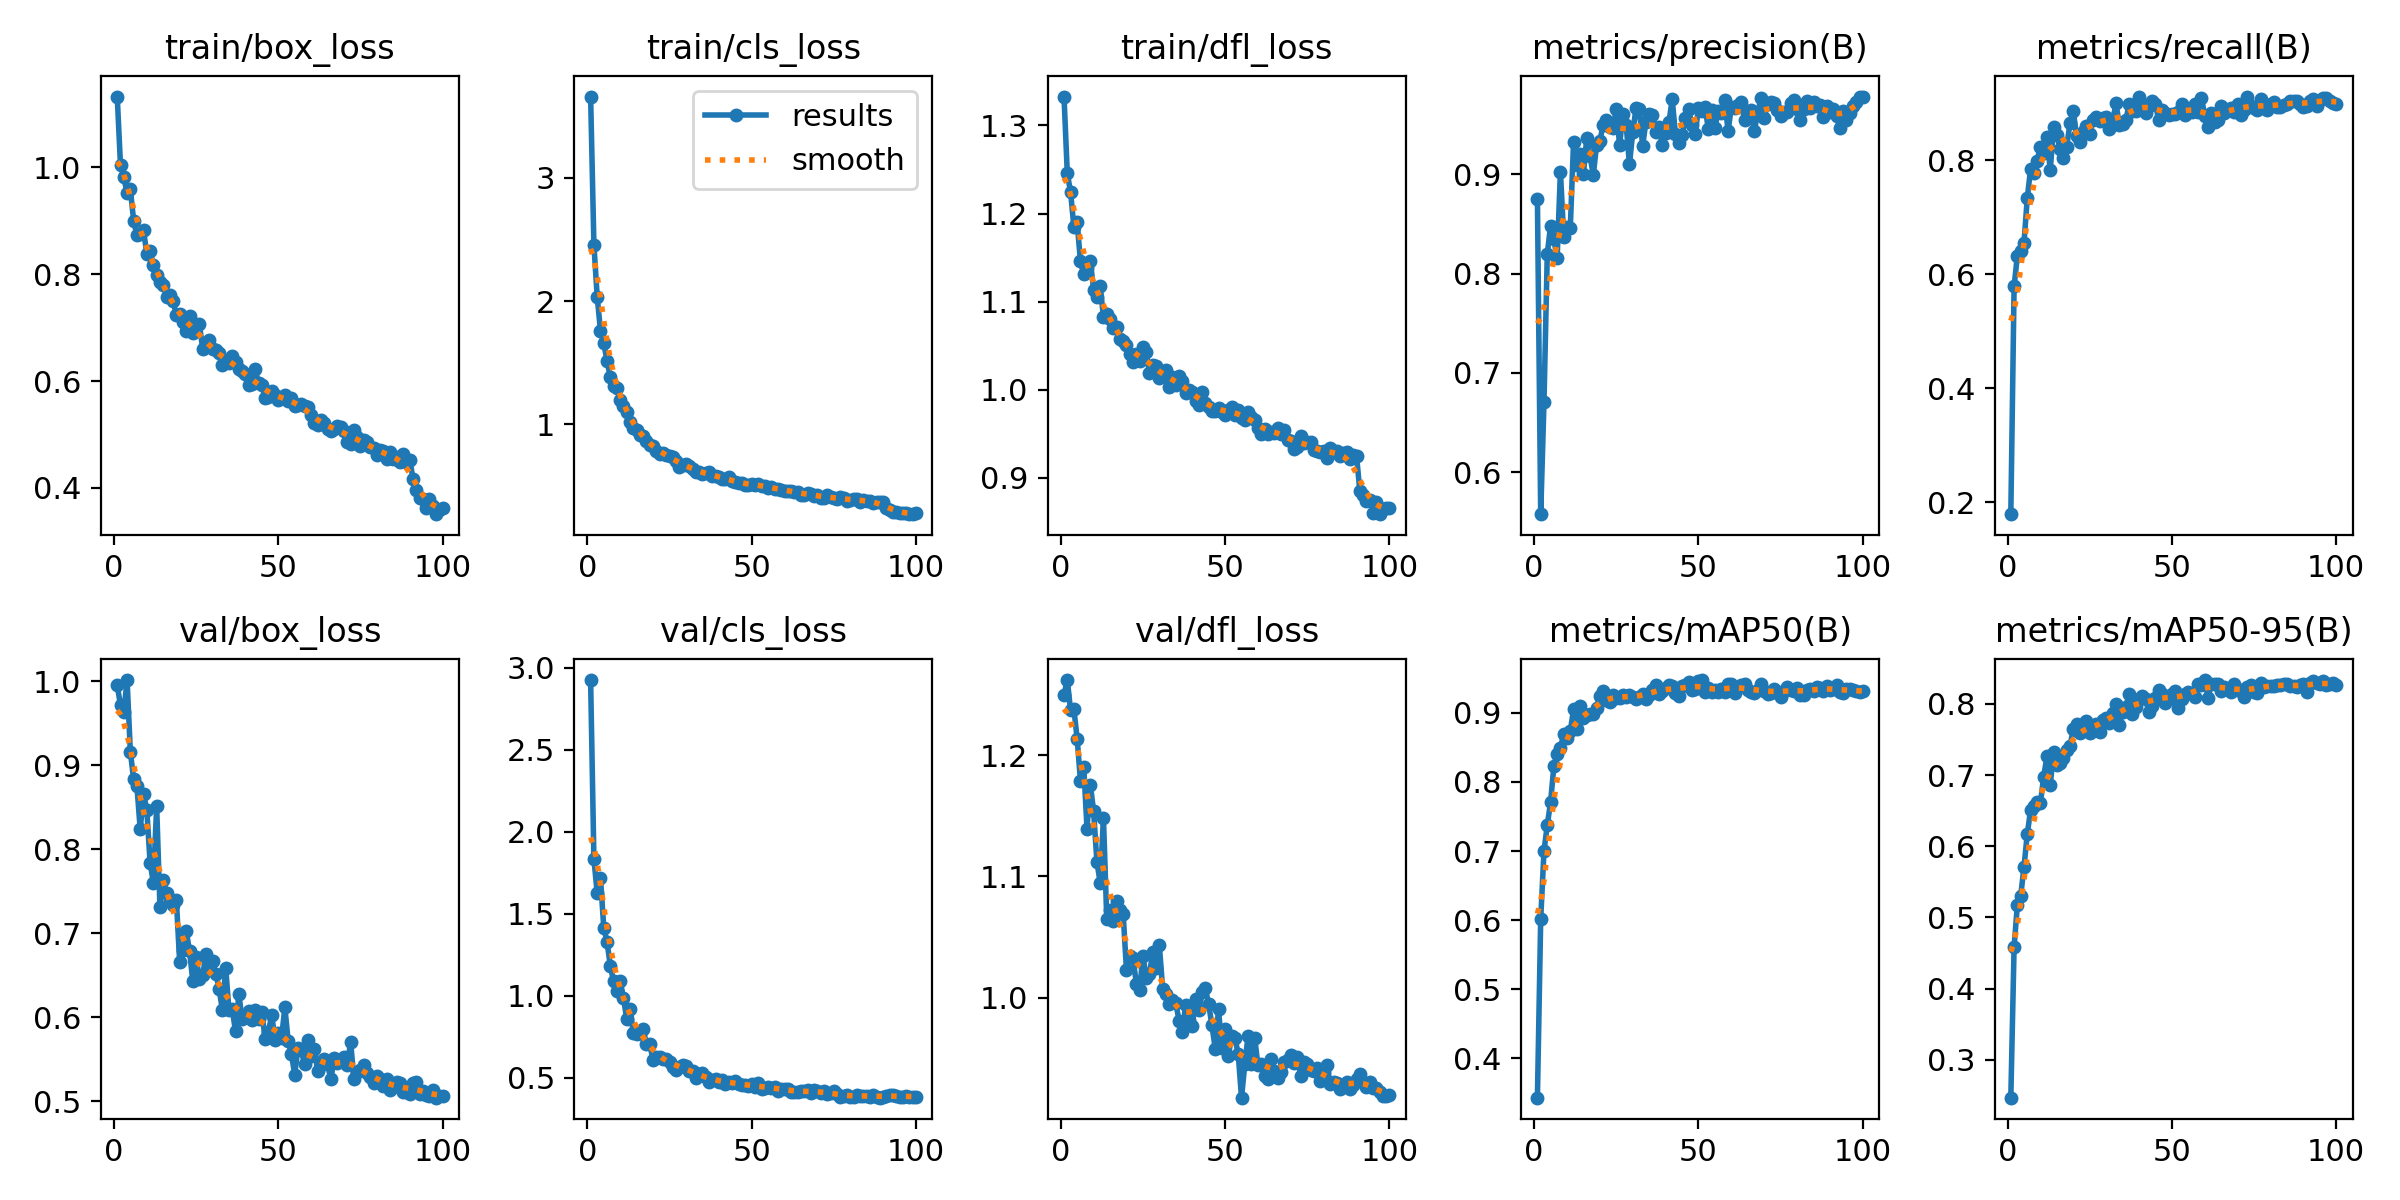 train/box_loss
1.0
0.8
0.6
0.4
0 50 100
train/cls_loss
results
smooth
3
2
1
0 50 100
train/dfl_loss
1.3
1.2
1.1
1.0
0.9
0 50 100
metrics/precision(B)
0.9
0.8
0.7
0.6
0 50 100
metrics/recall(B)
0.8
0.6
0.4
0.2
0 50 100
val/box_loss
1.0
0.9
0.8
0.7
0.6
0.5
0 50 100
val/cls_loss
3.0
2.5
2.0
1.5
1.0
0.5
0 50 100
val/dfl_loss
1.2
1.1
1.0
0 50 100
metrics/mAP50(B)
0.9
0.8
0.7
0.6
0.5
0.4
0 50 100
metrics/mAP50-95(B)
0.8
0.7
0.6
0.5
0.4
0.3
0 50 100